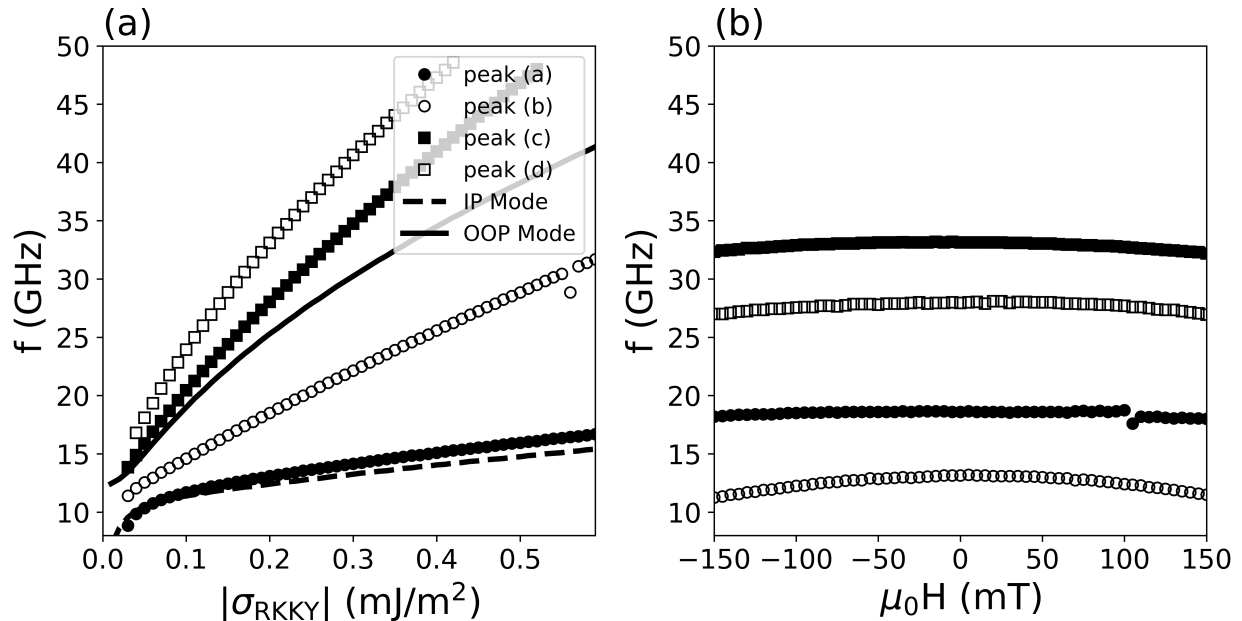 (a)
50
45
40
35
30
25
20
15
10
f (GHz)
0.0 0.1 0.2 0.3 0.4 0.5
|σRKKY| (mJ/m²)
peak (a)
peak (b)
peak (c)
peak (d)
IP Mode
OOP Mode
(b)
50
45
40
35
30
25
20
15
10
f (GHz)
−150 −100 −50 0 50 100 150
μ₀H (mT)